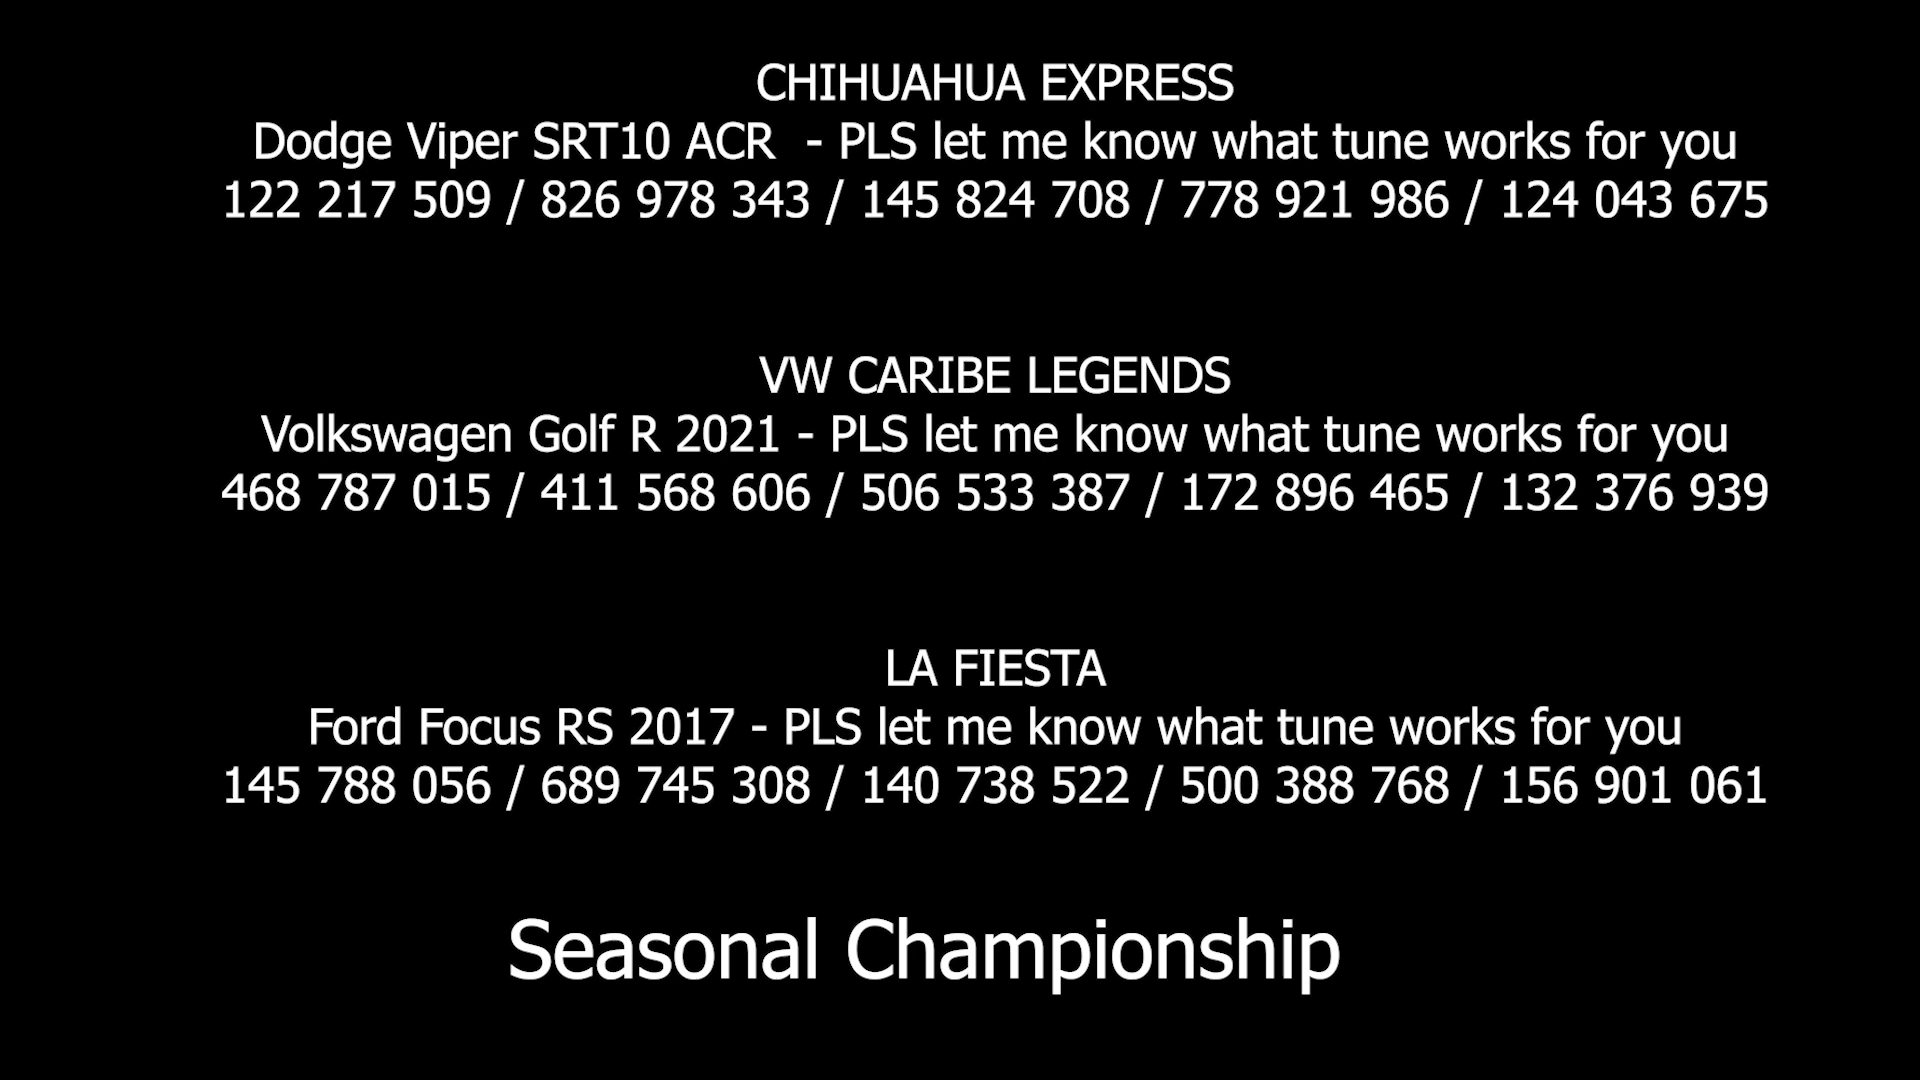 CHIHUAHUA EXPRESS
Dodge Viper SRT10 ACR  - PLS let me know what tune works for you
122 217 509 / 826 978 343 / 145 824 708 / 778 921 986 / 124 043 675
VW CARIBE LEGENDS
Volkswagen Golf R 2021 - PLS let me know what tune works for you
468 787 015 / 411 568 606 / 506 533 387 / 172 896 465 / 132 376 939
LA FIESTA
Ford Focus RS 2017 - PLS let me know what tune works for you
145 788 056 / 689 745 308 / 140 738 522 / 500 388 768 / 156 901 061
Seasonal Championship